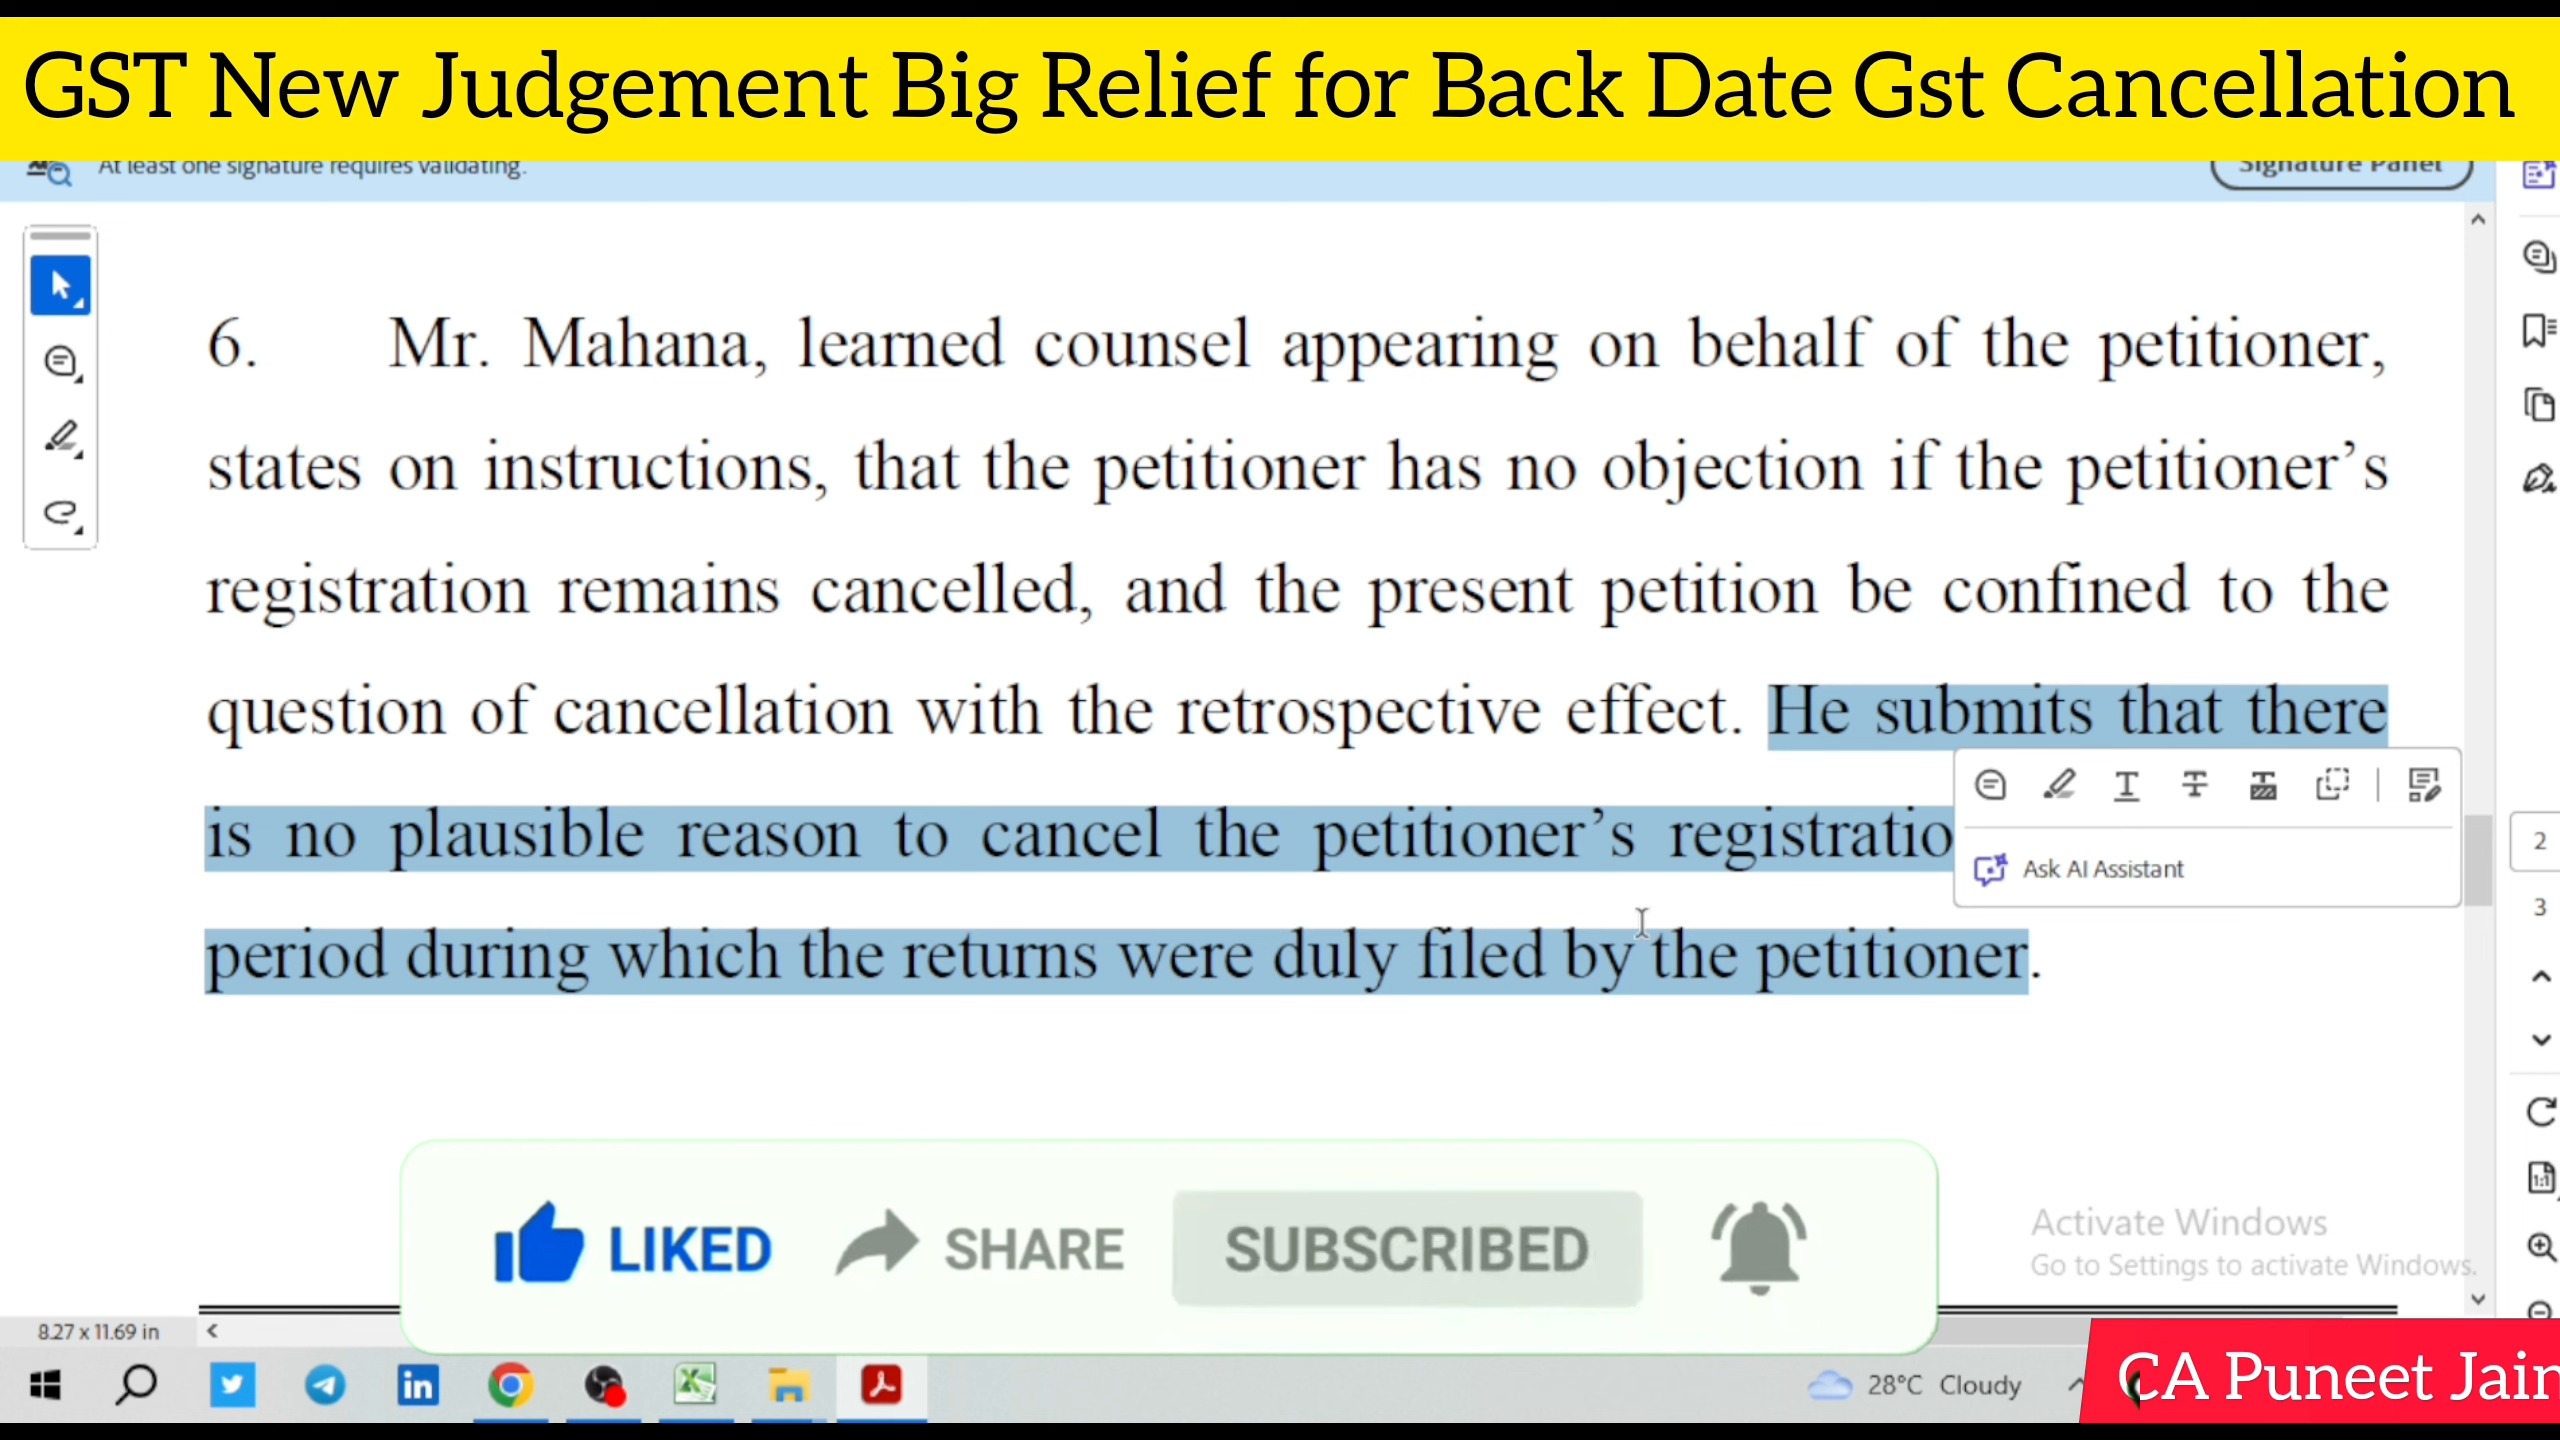 GST New Judgement Big Relief for Back Date Gst Cancellation
At least one signature requires validating.
Signature Panel
6. Mr. Mahana, learned counsel appearing on behalf of the petitioner,
states on instructions, that the petitioner has no objection if the petitioner’s
registration remains cancelled, and the present petition be confined to the
question of cancellation with the retrospective effect. He submits that there
is no plausible reason to cancel the petitioner’s registratio
period during which the returns were duly filed by the petitioner.
Ask AI Assistant
2
3
LIKED SHARE SUBSCRIBED
Activate Windows
Go to Settings to activate Windows.
8.27 x 11.69 in
28°C Cloudy
CA Puneet Jain